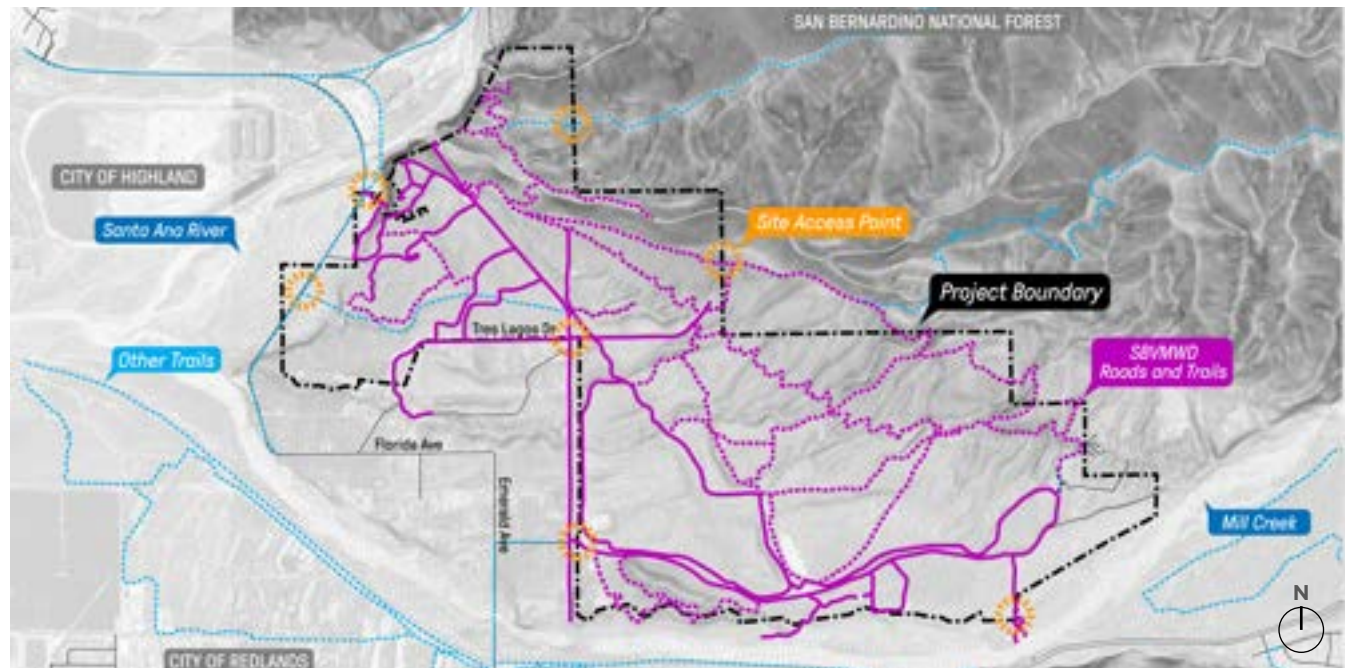 SAN BERNARDINO NATIONAL FOREST
CITY OF HIGHLAND
Santa Ana River
Site Access Point
Project Boundary
Tres Lagos Dr
Other Trails
SBVMWD
Roads and Trails
Florida Ave
Emerald Ave
Mill Creek
N
CITY OF REDLANDS